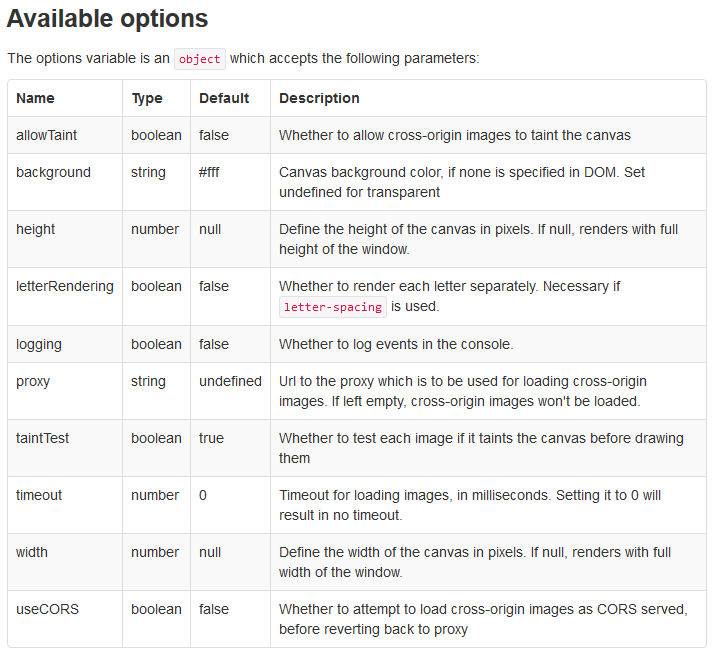 Available options
The options variable is an object which accepts the following parameters:
Name Type Default Description
allowTaint boolean false Whether to allow cross-origin images to taint the canvas
background string #fff Canvas background color, if none is specified in DOM. Set
undefined for transparent
height number null Define the height of the canvas in pixels. If null, renders with full
height of the window.
letterRendering boolean false Whether to render each letter separately. Necessary if
letter-spacing is used.
logging boolean false Whether to log events in the console.
proxy string undefined Url to the proxy which is to be used for loading cross-origin
images. If left empty, cross-origin images won't be loaded.
taintTest boolean true Whether to test each image if it taints the canvas before drawing
them
timeout number 0 Timeout for loading images, in milliseconds. Setting it to 0 will
result in no timeout.
width number null Define the width of the canvas in pixels. If null, renders with full
width of the window.
useCORS boolean false Whether to attempt to load cross-origin images as CORS served,
before reverting back to proxy